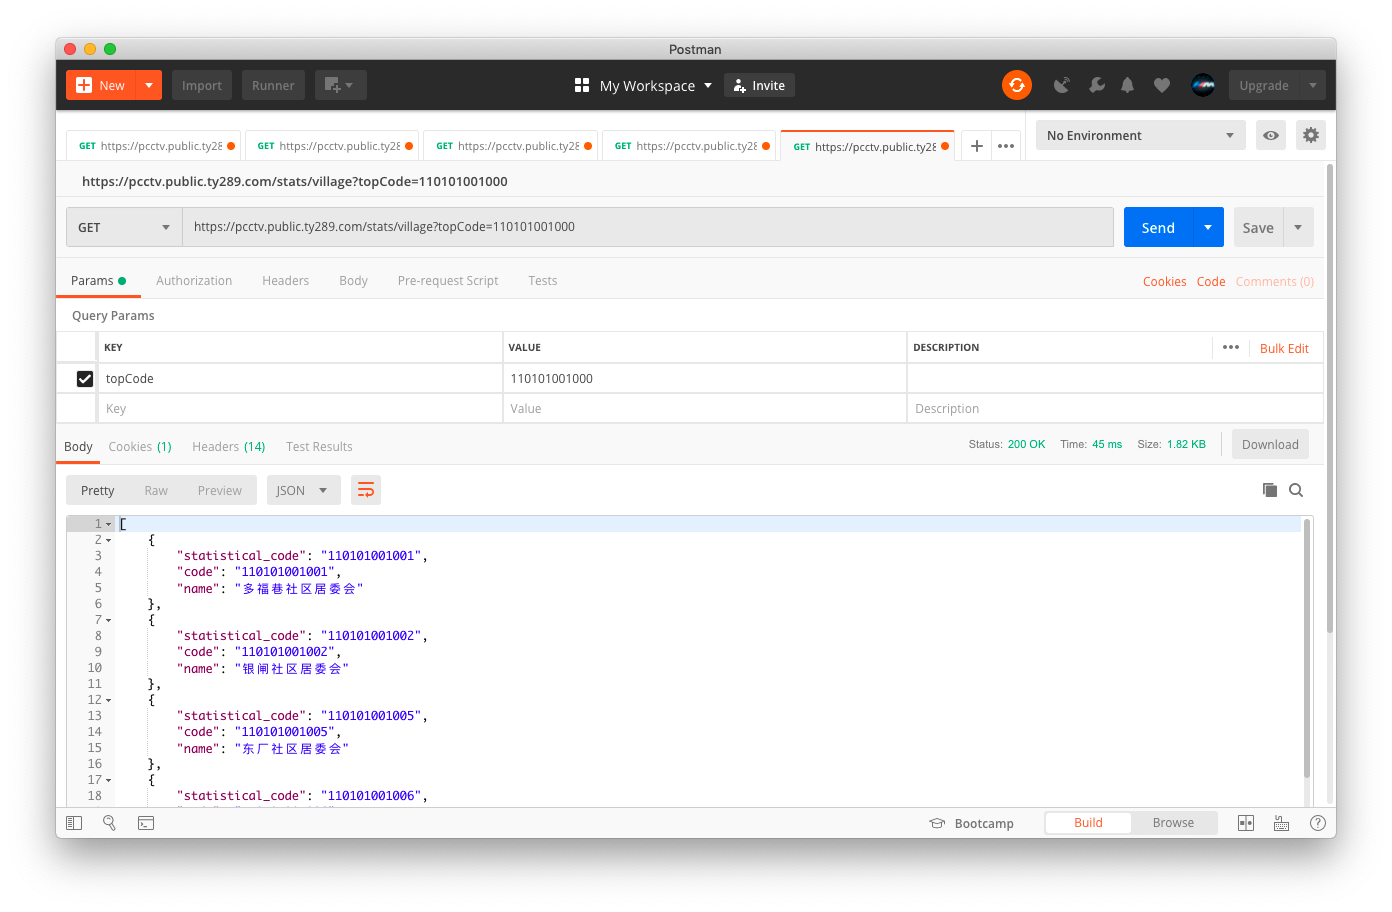 Postman
New
Import
Runner
My Workspace
Invite
Upgrade
GET https://pcctv.public.ty28
GET https://pcctv.public.ty28
GET https://pcctv.public.ty28
GET https://pcctv.public.ty28
GET https://pcctv.public.ty28
No Environment
https://pcctv.public.ty289.com/stats/village?topCode=110101001000
GET
https://pcctv.public.ty289.com/stats/village?topCode=110101001000
Send
Save
Params
Authorization
Headers
Body
Pre-request Script
Tests
Cookies
Code
Comments (0)
Query Params
KEY
VALUE
DESCRIPTION
Bulk Edit
topCode
110101001000
Key
Value
Description
Body
Cookies (1)
Headers (14)
Test Results
Status: 200 OK
Time: 45 ms
Size: 1.82 KB
Download
Pretty
Raw
Preview
JSON
1 [
2 {
3 "statistical_code": "110101001001",
4 "code": "110101001001",
5 "name": "多福巷社区居委会"
6 },
7 {
8 "statistical_code": "110101001002",
9 "code": "110101001002",
10 "name": "银闸社区居委会"
11 },
12 {
13 "statistical_code": "110101001005",
14 "code": "110101001005",
15 "name": "东厂社区居委会"
16 },
17 {
18 "statistical_code": "110101001006",
Bootcamp
Build
Browse